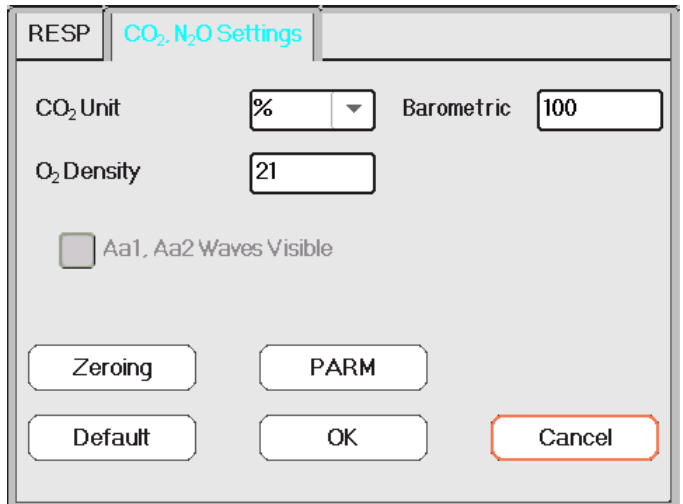 RESP CO₂, N₂O Settings
CO₂ Unit % Barometric 100
O₂ Density 21
Aa1, Aa2 Waves Visible
Zeroing PARM
Default OK Cancel